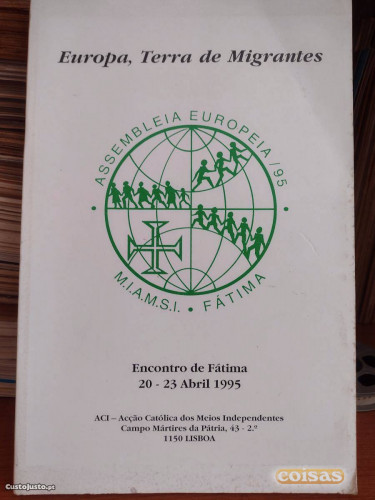 Europa, Terra de Migrantes
ASSEMBLEIA EUROPEIA/95
M.I.A.M.S.I. • FÁTIMA
Encontro de Fátima
20 - 23 Abril 1995
ACI – Acção Católica dos Meios Independentes
Campo Mártires da Pátria, 43 - 2.º
1150 LISBOA
CustoJusto.pt
coisas